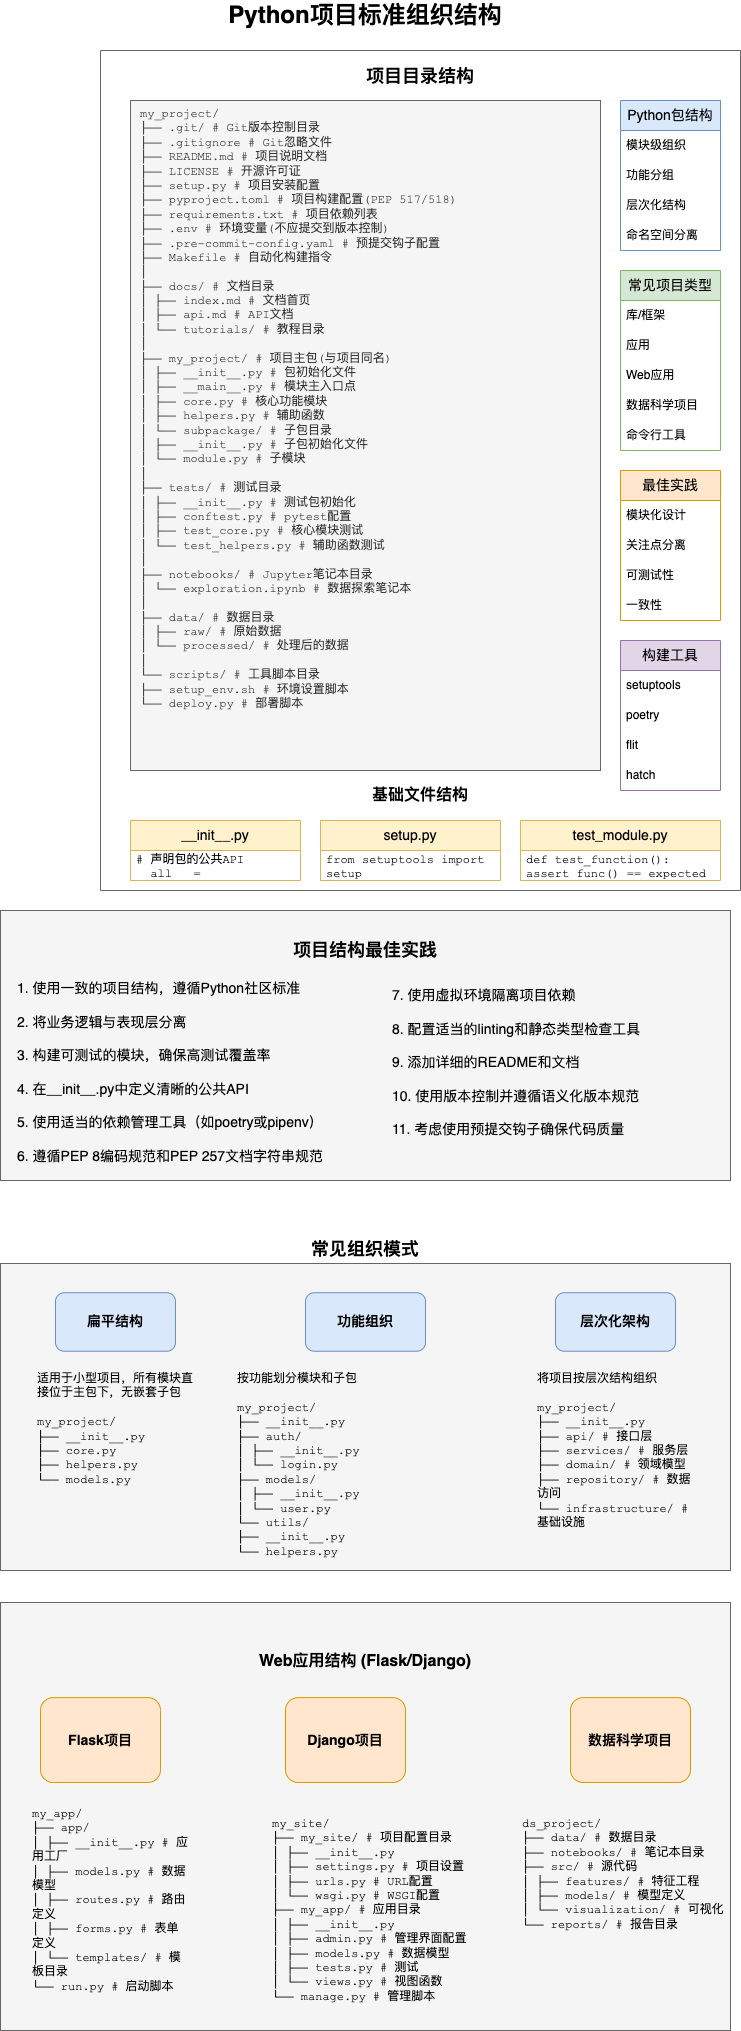 Python项目标准组织结构
项目目录结构
my_project/
├── .git/ # Git版本控制目录
├── .gitignore # Git忽略文件
├── README.md # 项目说明文档
├── LICENSE # 开源许可证
├── setup.py # 项目安装配置
├── pyproject.toml # 项目构建配置(PEP 517/518)
├── requirements.txt # 项目依赖列表
├── .env # 环境变量(不应提交到版本控制)
├── .pre-commit-config.yaml # 预提交钩子配置
├── Makefile # 自动化构建指令
│
├── docs/ # 文档目录
│ ├── index.md # 文档首页
│ ├── api.md # API文档
│ └── tutorials/ # 教程目录
│
├── my_project/ # 项目主包(与项目同名)
│ ├── __init__.py # 包初始化文件
│ ├── __main__.py # 模块主入口点
│ ├── core.py # 核心功能模块
│ ├── helpers.py # 辅助函数
│ └── subpackage/ # 子包目录
│ ├── __init__.py # 子包初始化文件
│ └── module.py # 子模块
│
├── tests/ # 测试目录
│ ├── __init__.py # 测试包初始化
│ ├── conftest.py # pytest配置
│ ├── test_core.py # 核心模块测试
│ └── test_helpers.py # 辅助函数测试
│
├── notebooks/ # Jupyter笔记本目录
│ └── exploration.ipynb # 数据探索笔记本
│
├── data/ # 数据目录
│ ├── raw/ # 原始数据
│ └── processed/ # 处理后的数据
│
└── scripts/ # 工具脚本目录
├── setup_env.sh # 环境设置脚本
└── deploy.py # 部署脚本
Python包结构
模块级组织
功能分组
层次化结构
命名空间分离
常见项目类型
库/框架
应用
Web应用
数据科学项目
命令行工具
最佳实践
模块化设计
关注点分离
可测试性
一致性
构建工具
setuptools
poetry
flit
hatch
基础文件结构
__init__.py
# 声明包的公共API
all =
setup.py
from setuptools import
setup
test_module.py
def test_function():
assert func() == expected
项目结构最佳实践
1. 使用一致的项目结构，遵循Python社区标准
2. 将业务逻辑与表现层分离
3. 构建可测试的模块，确保高测试覆盖率
4. 在__init__.py中定义清晰的公共API
5. 使用适当的依赖管理工具（如poetry或pipenv）
6. 遵循PEP 8编码规范和PEP 257文档字符串规范
7. 使用虚拟环境隔离项目依赖
8. 配置适当的linting和静态类型检查工具
9. 添加详细的README和文档
10. 使用版本控制并遵循语义化版本规范
11. 考虑使用预提交钩子确保代码质量
常见组织模式
扁平结构
适用于小型项目，所有模块直
接位于主包下，无嵌套子包
my_project/
├── __init__.py
├── core.py
├── helpers.py
└── models.py
功能组织
按功能划分模块和子包
my_project/
├── __init__.py
├── auth/
│ ├── __init__.py
│ └── login.py
├── models/
│ ├── __init__.py
│ └── user.py
└── utils/
├── __init__.py
└── helpers.py
层次化架构
将项目按层次结构组织
my_project/
├── __init__.py
├── api/ # 接口层
├── services/ # 服务层
├── domain/ # 领域模型
├── repository/ # 数据
访问
└── infrastructure/ #
基础设施
Web应用结构 (Flask/Django)
Flask项目
my_app/
├── app/
│ ├── __init__.py # 应
用工厂
│ ├── models.py # 数据
模型
│ ├── routes.py # 路由
定义
│ ├── forms.py # 表单
定义
│ └── templates/ # 模
板目录
└── run.py # 启动脚本
Django项目
my_site/
├── my_site/ # 项目配置目录
│ ├── __init__.py
│ ├── settings.py # 项目设置
│ ├── urls.py # URL配置
│ └── wsgi.py # WSGI配置
├── my_app/ # 应用目录
│ ├── __init__.py
│ ├── admin.py # 管理界面配置
│ ├── models.py # 数据模型
│ ├── tests.py # 测试
│ └── views.py # 视图函数
└── manage.py # 管理脚本
数据科学项目
ds_project/
├── data/ # 数据目录
├── notebooks/ # 笔记本目录
├── src/ # 源代码
│ ├── features/ # 特征工程
│ ├── models/ # 模型定义
│ └── visualization/ # 可视化
└── reports/ # 报告目录